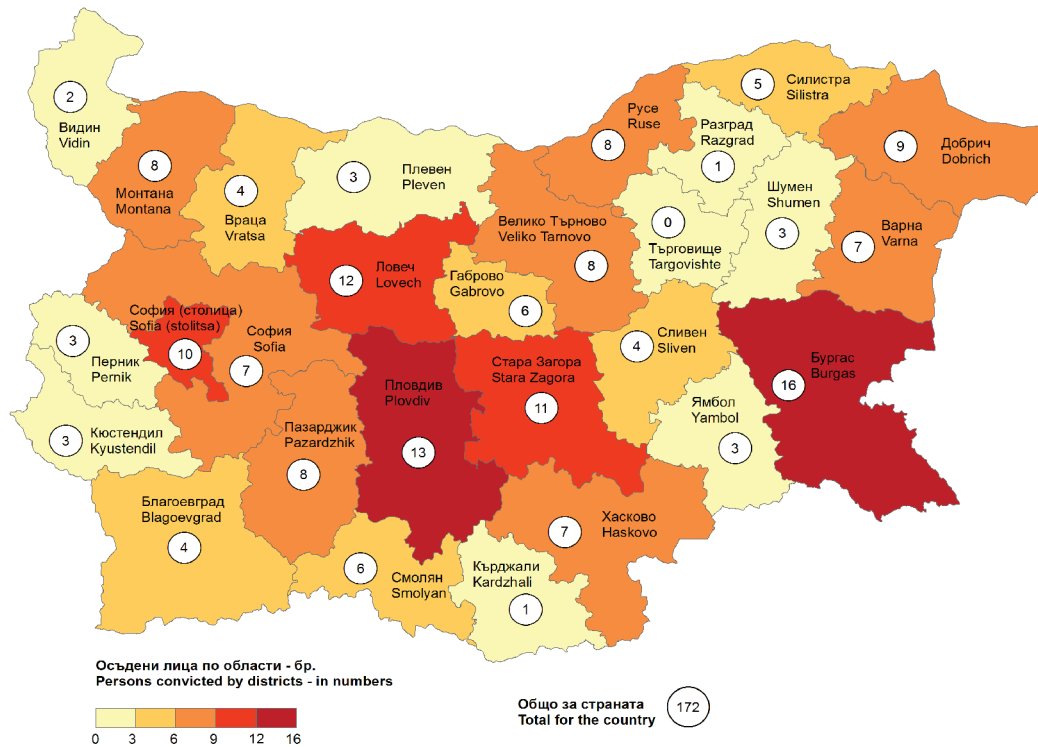 2
Видин
Vidin
8
Монтана
Montana
4
Враца
Vratsa
3
Плевен
Pleven
12
Ловеч
Lovech
Габрово
Gabrovo
6
Велико Търново
Veliko Tarnovo
8
Русе
Ruse
8
5
Силистра
Silistra
Разград
Razgrad
1
0
Търговище
Targovishte
Шумен
Shumen
3
9
Добрич
Dobrich
Варна
Varna
7
София (столица)
Sofia (stolitsa)
10
София
Sofia
7
3
Перник
Pernik
3
Кюстендил
Kyustendil
Благоевград
Blagoevgrad
4
Пазарджик
Pazardzhik
8
Пловдив
Plovdiv
13
Стара Загора
Stara Zagora
11
4
Сливен
Sliven
Ямбол
Yambol
3
Бургас
Burgas
16
Хасково
Haskovo
7
Кърджали
Kardzhali
1
6
Смолян
Smolyan
Осъдени лица по области - бр.
Persons convicted by districts - in numbers
0 3 6 9 12 16
Общо за страната
Total for the country
172